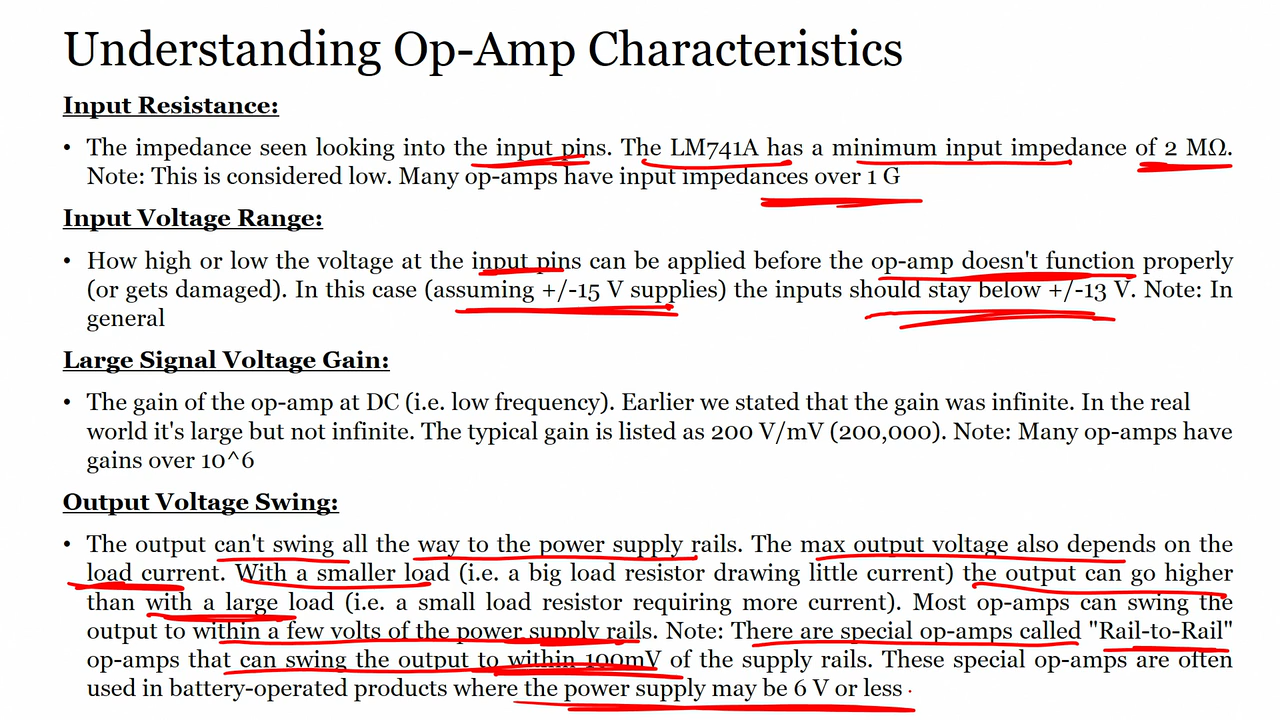 Understanding Op-Amp Characteristics
Input Resistance:
• The impedance seen looking into the input pins. The LM741A has a minimum input impedance of 2 MΩ.
Note: This is considered low. Many op-amps have input impedances over 1 G
Input Voltage Range:
• How high or low the voltage at the input pins can be applied before the op-amp doesn't function properly
(or gets damaged). In this case (assuming +/-15 V supplies) the inputs should stay below +/-13 V. Note: In
general
Large Signal Voltage Gain:
• The gain of the op-amp at DC (i.e. low frequency). Earlier we stated that the gain was infinite. In the real
world it's large but not infinite. The typical gain is listed as 200 V/mV (200,000). Note: Many op-amps have
gains over 10^6
Output Voltage Swing:
• The output can't swing all the way to the power supply rails. The max output voltage also depends on the
load current. With a smaller load (i.e. a big load resistor drawing little current) the output can go higher
than with a large load (i.e. a small load resistor requiring more current). Most op-amps can swing the
output to within a few volts of the power supply rails. Note: There are special op-amps called "Rail-to-Rail"
op-amps that can swing the output to within 100mV of the supply rails. These special op-amps are often
used in battery-operated products where the power supply may be 6 V or less